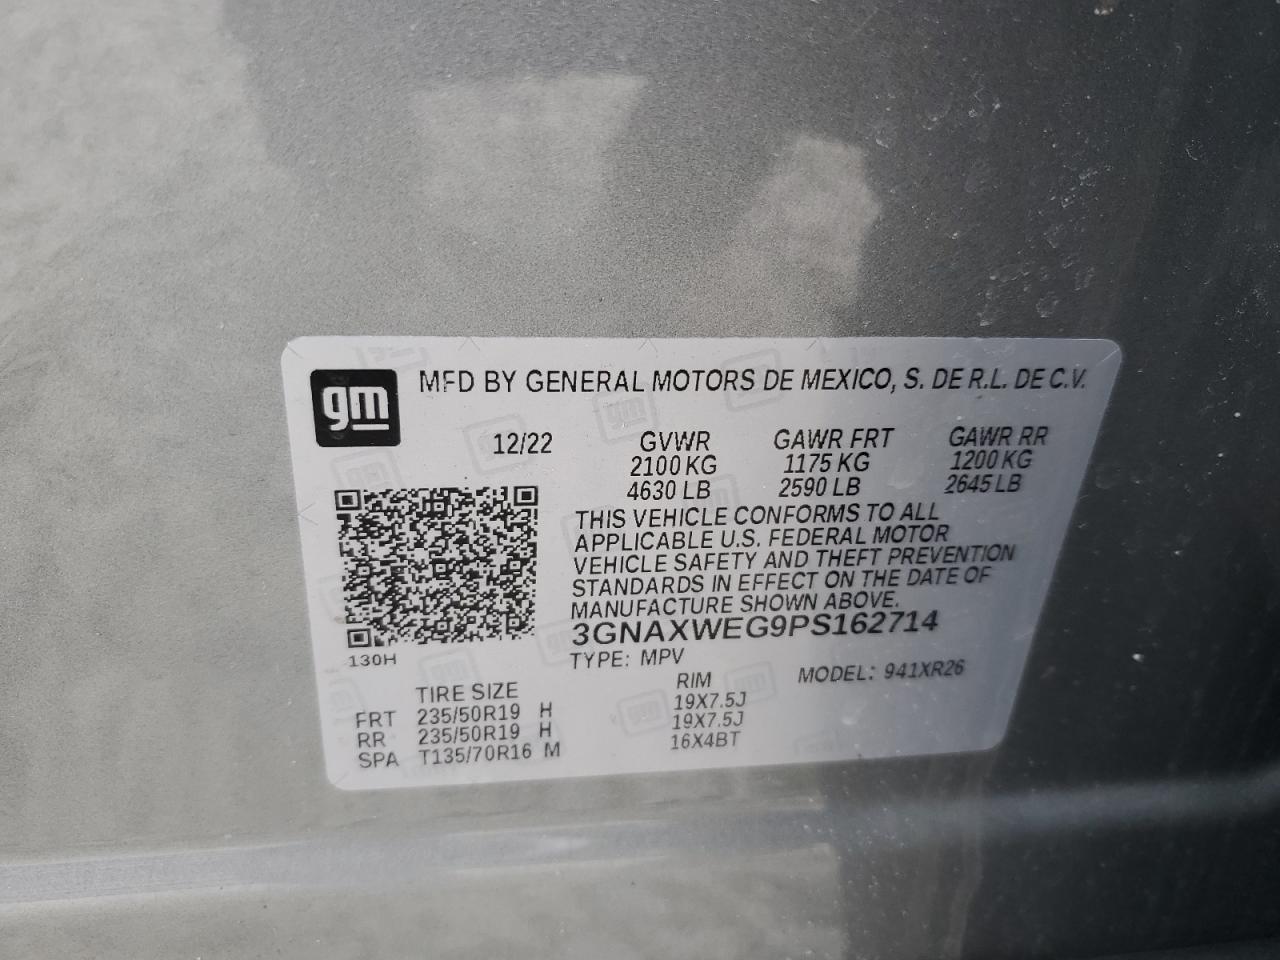 gm
MFD BY GENERAL MOTORS DE MEXICO, S. DE R.L. DE C.V.
12/22 GVWR GAWR FRT GAWR RR
2100 KG 1175 KG 1200 KG
4630 LB 2590 LB 2645 LB
THIS VEHICLE CONFORMS TO ALL
APPLICABLE U.S. FEDERAL MOTOR
VEHICLE SAFETY AND THEFT PREVENTION
STANDARDS IN EFFECT ON THE DATE OF
MANUFACTURE SHOWN ABOVE.
3GNAXWEG9PS162714
130H TYPE: MPV MODEL: 941XR26
TIRE SIZE RIM
FRT 235/50R19 H 19X7.5J
RR 235/50R19 H 19X7.5J
SPA T135/70R16 M 16X4BT